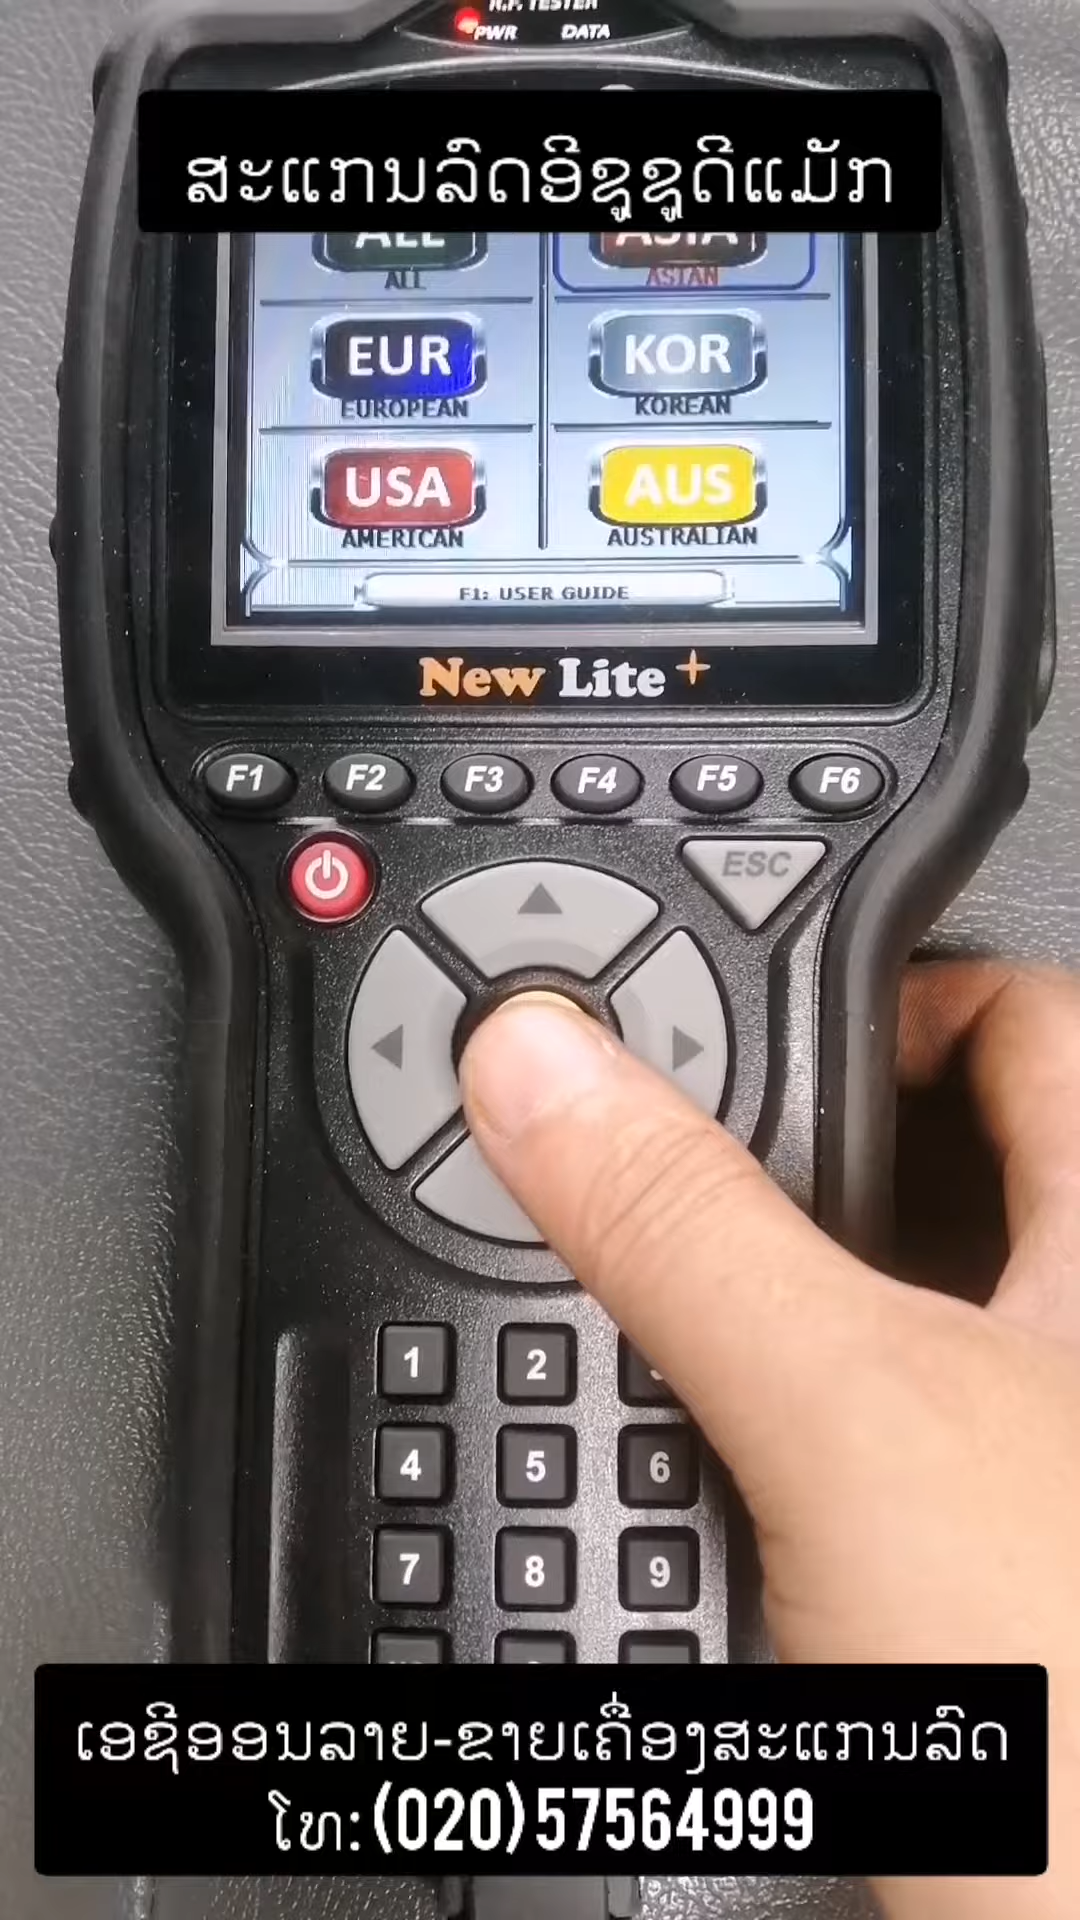 R.P. TESTER
PWR DATA
ສະແກນລົດອີຊູຊູດີແມັກ
ALL ASIA
ALL ASIAN
EUR KOR
EUROPEAN KOREAN
USA AUS
AMERICAN AUSTRALIAN
F1: USER GUIDE
New Lite+
F1 F2 F3 F4 F5 F6
ESC
1 2
4 5 6
7 8 9
ເອຊີອອນລາຍ-ຂາຍເຄື່ອງສະແກນລົດ
ໂທ: (020) 57564999